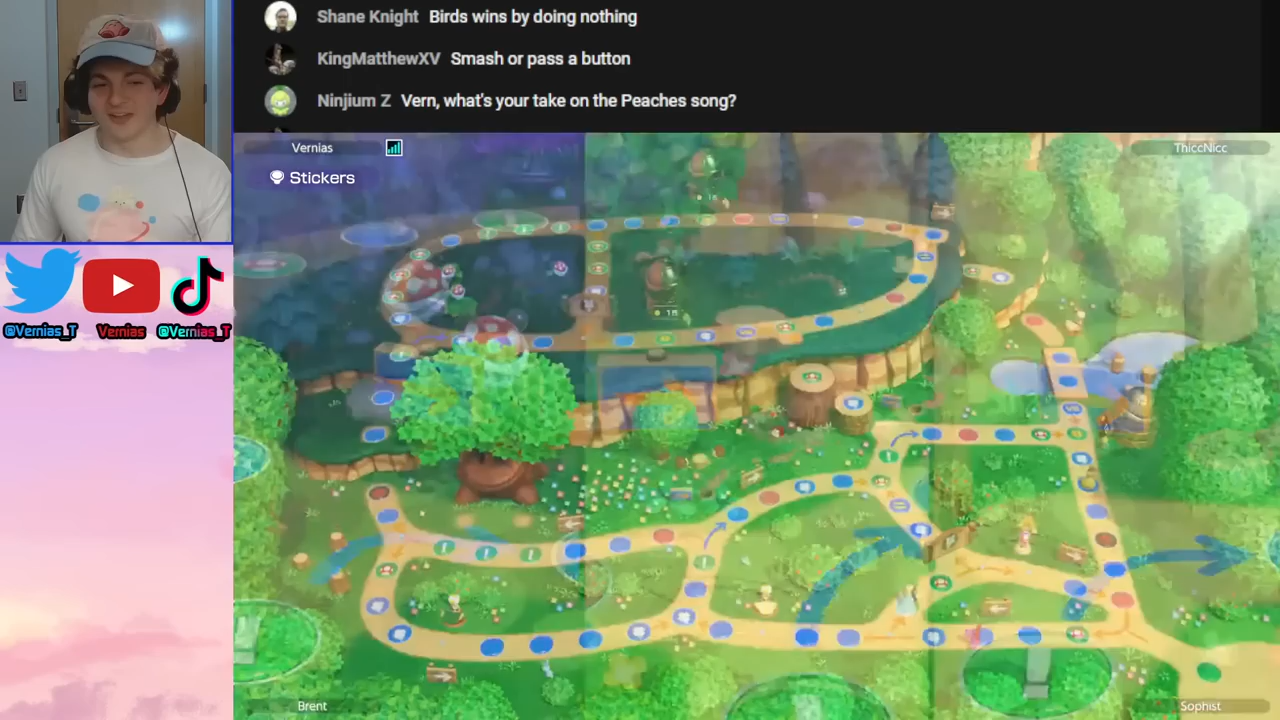 Shane Knight Birds wins by doing nothing
KingMatthewXV Smash or pass a button
Ninjium Z Vern, what's your take on the Peaches song?
Vernias
ThiccNicc
Stickers
@Vernias_T Vernias @Vernias_T
Brent
Sophist